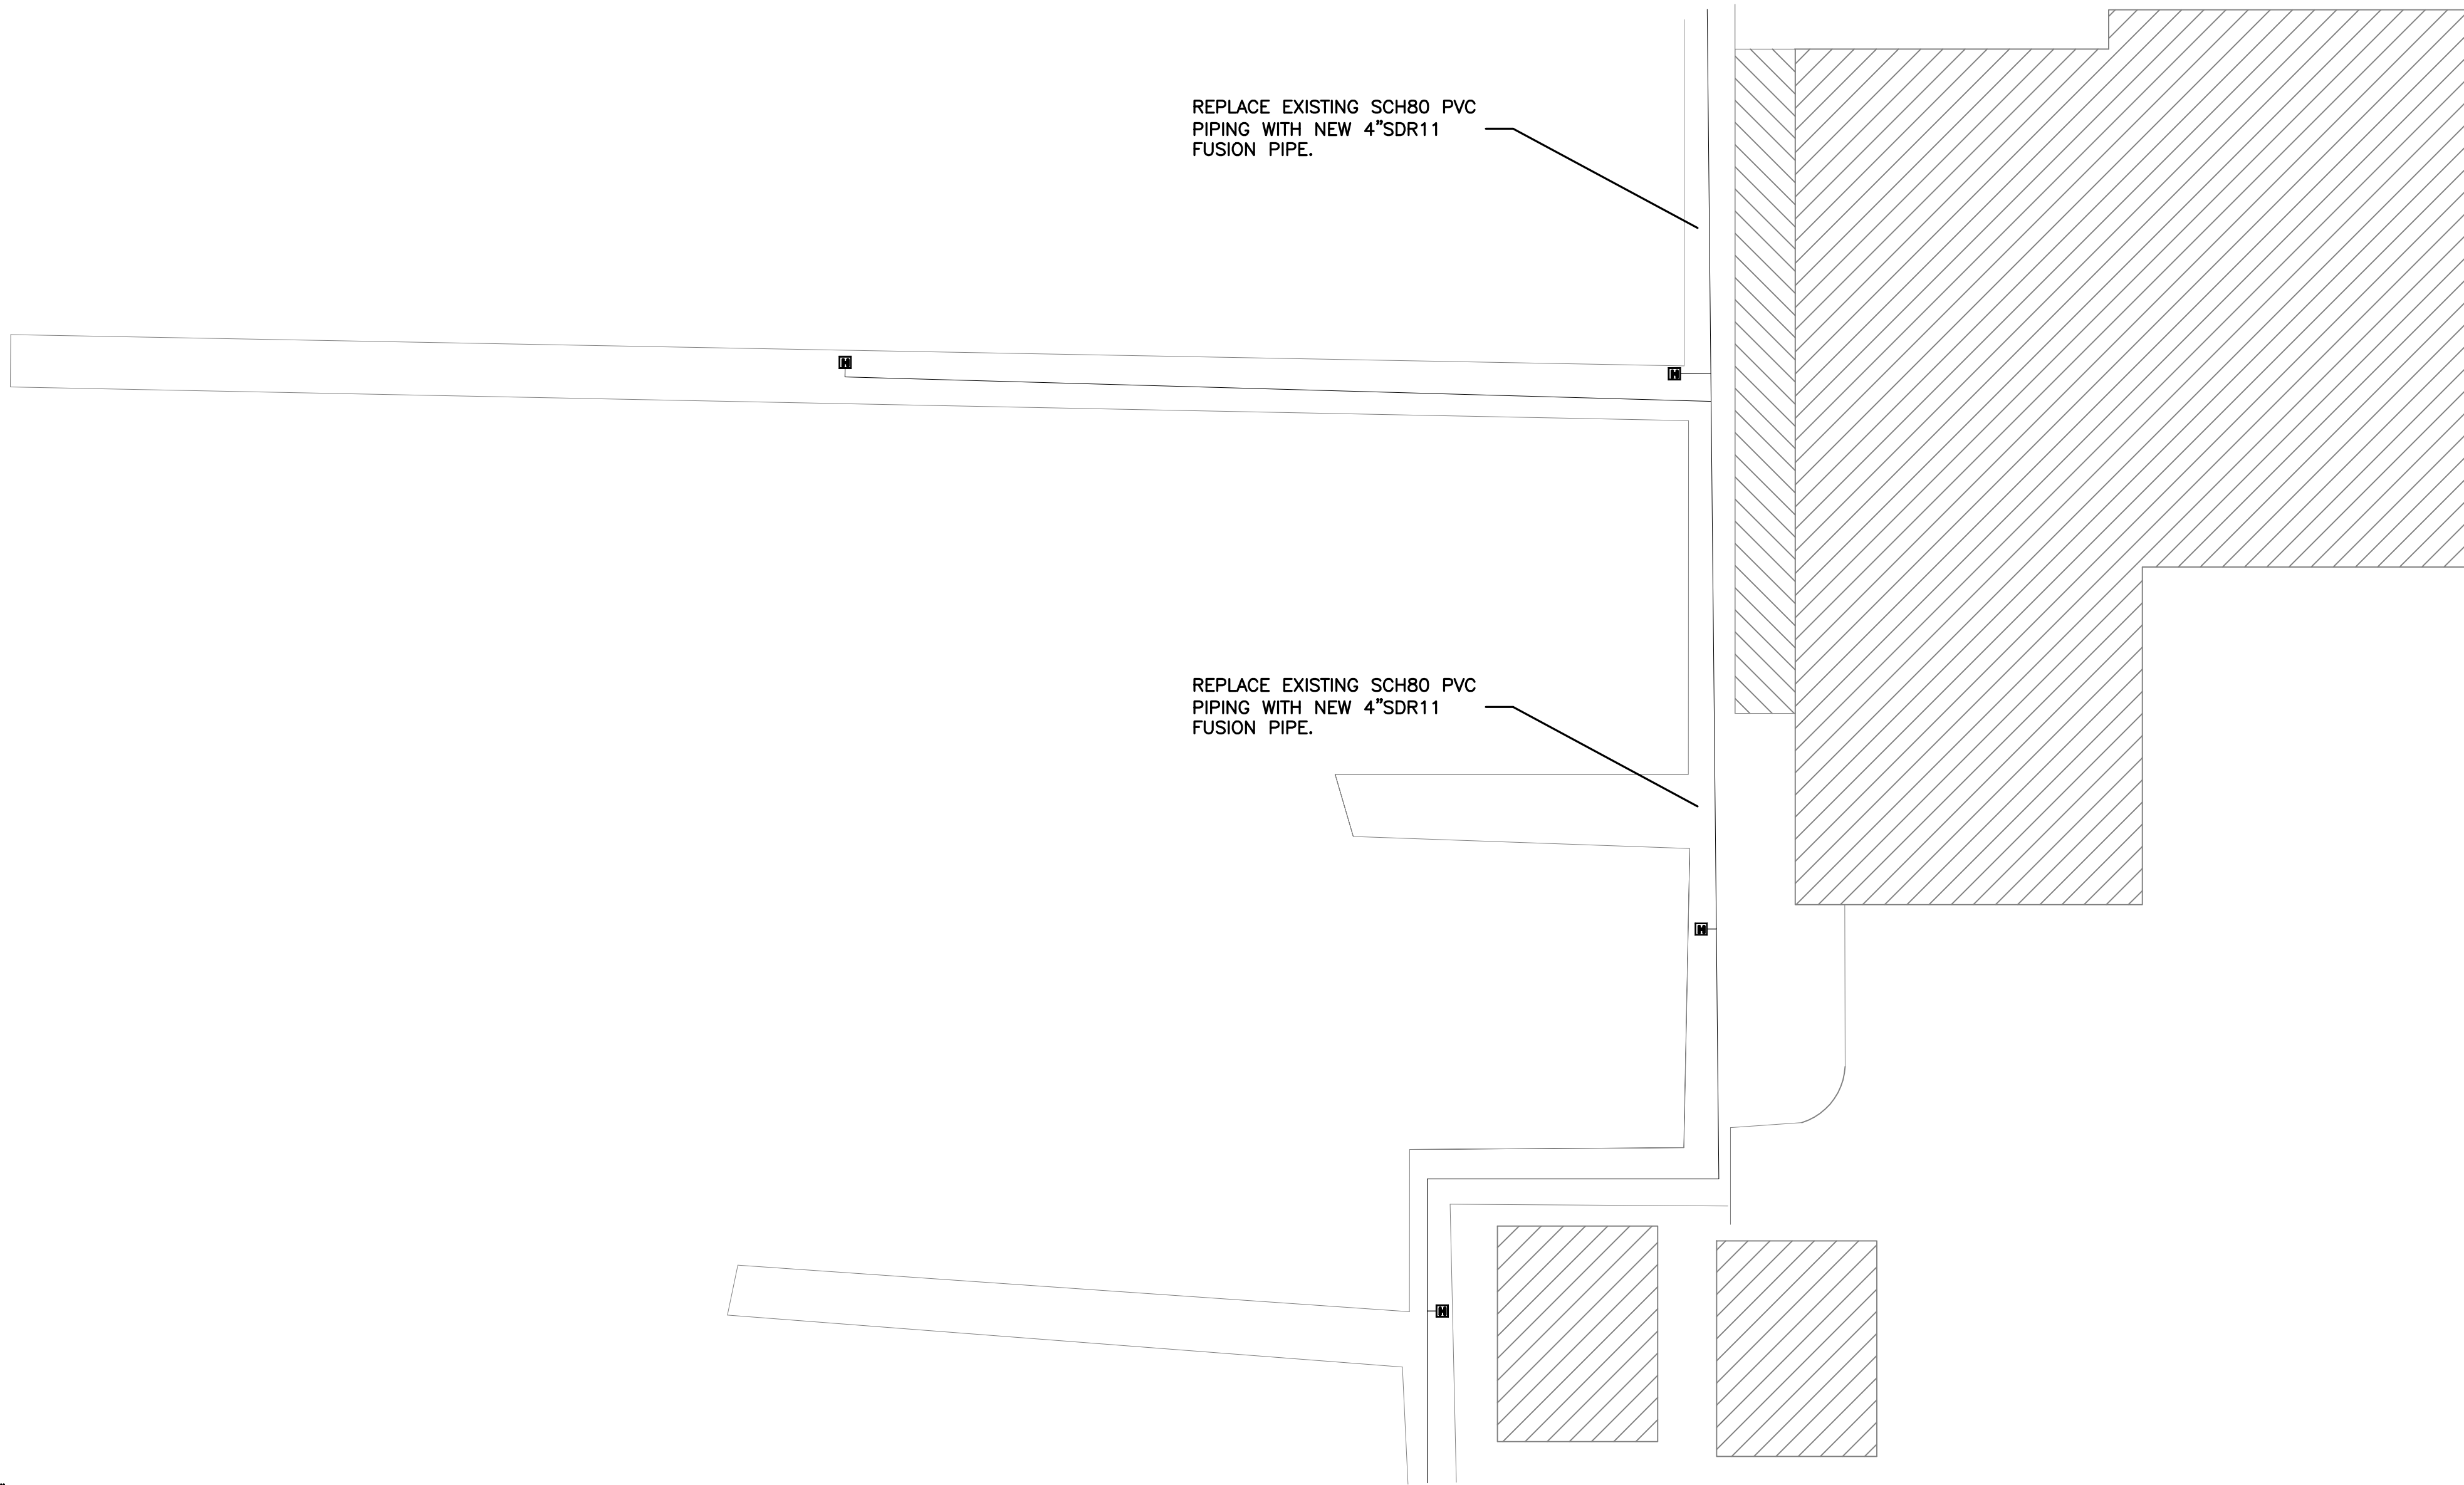 REPLACE EXISTING SCH80 PVC
PIPING WITH NEW 4"SDR11
FUSION PIPE.
H
H
REPLACE EXISTING SCH80 PVC
PIPING WITH NEW 4"SDR11
FUSION PIPE.
H
H